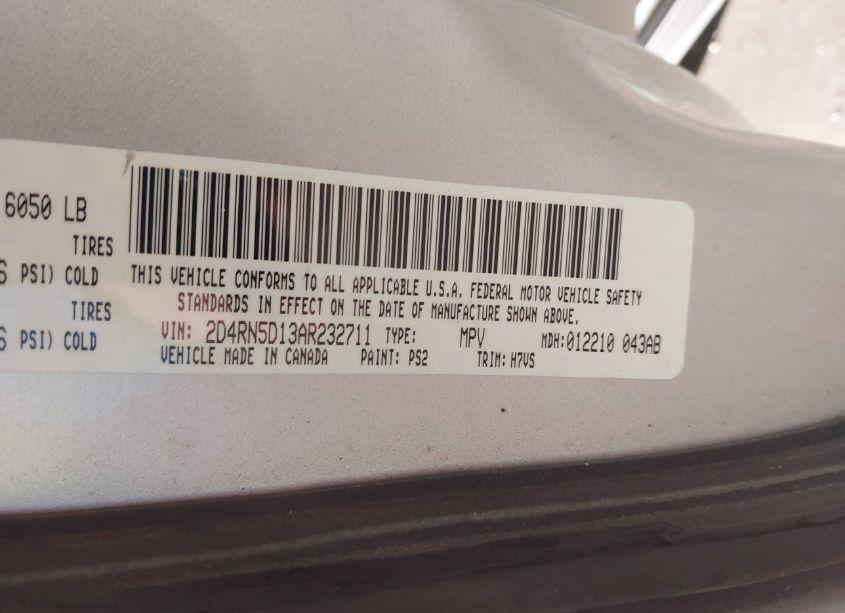 6050 LB
TIRES
PSI) COLD
THIS VEHICLE CONFORMS TO ALL APPLICABLE U.S.A. FEDERAL MOTOR VEHICLE SAFETY
TIRES
STANDARDS IN EFFECT ON THE DATE OF MANUFACTURE SHOWN ABOVE.
PSI) COLD
VIN: 2D4RN5D13AR232711 TYPE: MPV MDH:012210 043AB
VEHICLE MADE IN CANADA PAINT: PS2 TRIM: H7VS